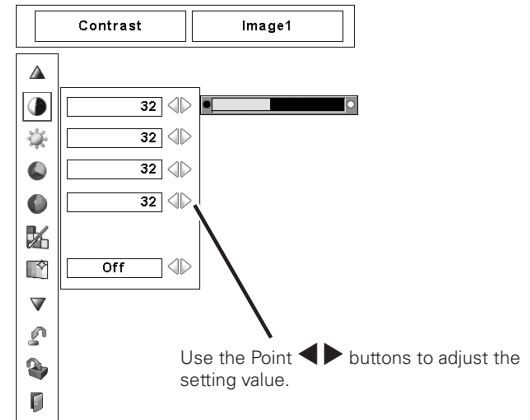 Contrast Image1
32
32
32
32
Off
Use the Point ◀▶ buttons to adjust the
setting value.